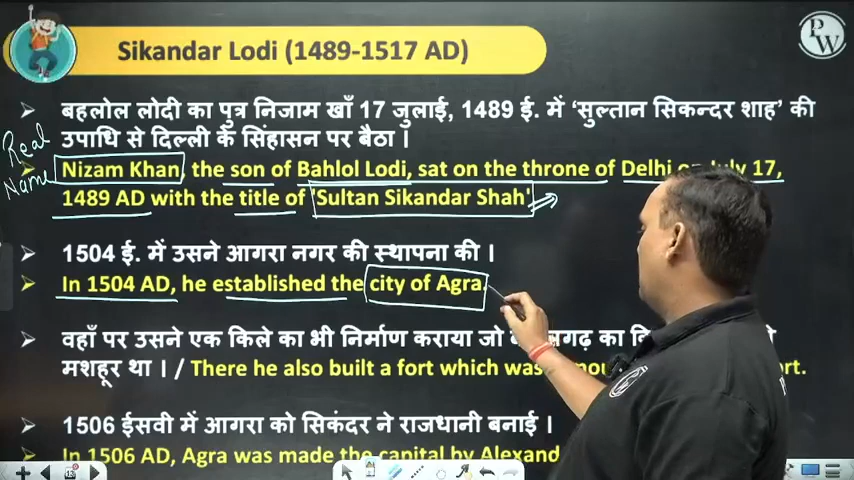 Sikandar Lodi (1489-1517 AD)
PW
बहलोल लोदी का पुत्र निजाम खाँ 17 जुलाई, 1489 ई. में ‘सुल्तान सिकन्दर शाह’ की
उपाधि से दिल्ली के सिंहासन पर बैठा ।
Real
Name
Nizam Khan, the son of Bahlol Lodi, sat on the throne of Delhi on July 17,
1489 AD with the title of 'Sultan Sikandar Shah'
1504 ई. में उसने आगरा नगर की स्थापना की ।
In 1504 AD, he established the city of Agra.
वहाँ पर उसने एक किले का भी निर्माण कराया जो का
मशहूर था । / There he also built a fort which was
1506 ईसवी में आगरा को सिकंदर ने राजधानी बनाई ।
In 1506 AD, Agra was made the capital by